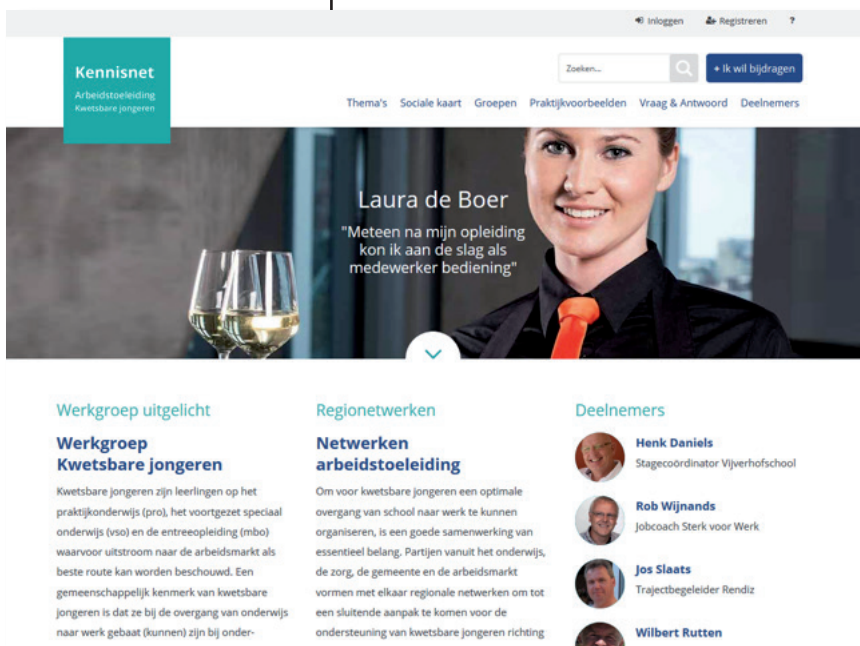 Inloggen Registreren ?
Kennisnet
Arbeidstoeleiding
Kwetsbare jongeren
Zoeken...
+ Ik wil bijdragen
Thema's Sociale kaart Groepen Praktijkvoorbeelden Vraag & Antwoord Deelnemers
Laura de Boer
"Meteen na mijn opleiding
kon ik aan de slag als
medewerker bediening"
Werkgroep uitgelicht
Werkgroep
Kwetsbare jongeren
Kwetsbare jongeren zijn leerlingen op het
praktijkonderwijs (pro), het voortgezet speciaal
onderwijs (vso) en de entreeopleiding (mbo)
waarvoor uitstroom naar de arbeidsmarkt als
beste route kan worden beschouwd. Een
gemeenschappelijk kenmerk van kwetsbare
jongeren is dat ze bij de overgang van onderwijs
naar werk gebaat (kunnen) zijn bij onder-
Regionetwerken
Netwerken
arbeidstoeleiding
Om voor kwetsbare jongeren een optimale
overgang van school naar werk te kunnen
organiseren, is een goede samenwerking van
essentieel belang. Partijen vanuit het onderwijs,
de zorg, de gemeente en de arbeidsmarkt
vormen met elkaar regionale netwerken om tot
een sluitende aanpak te komen voor de
ondersteuning van kwetsbare jongeren richting
Deelnemers
Henk Daniels
Stagecoördinator Vijverhofschool
Rob Wijnands
Jobcoach Sterk voor Werk
Jos Slaats
Trajectbegeleider Rendiz
Wilbert Rutten